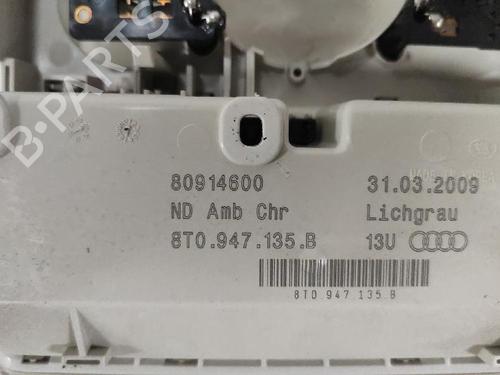 B-PARTS
80914600
31.03.2009
ND Amb Chr
Lichgrau
8T0.947.135.B
13U
8T0 947 135 B